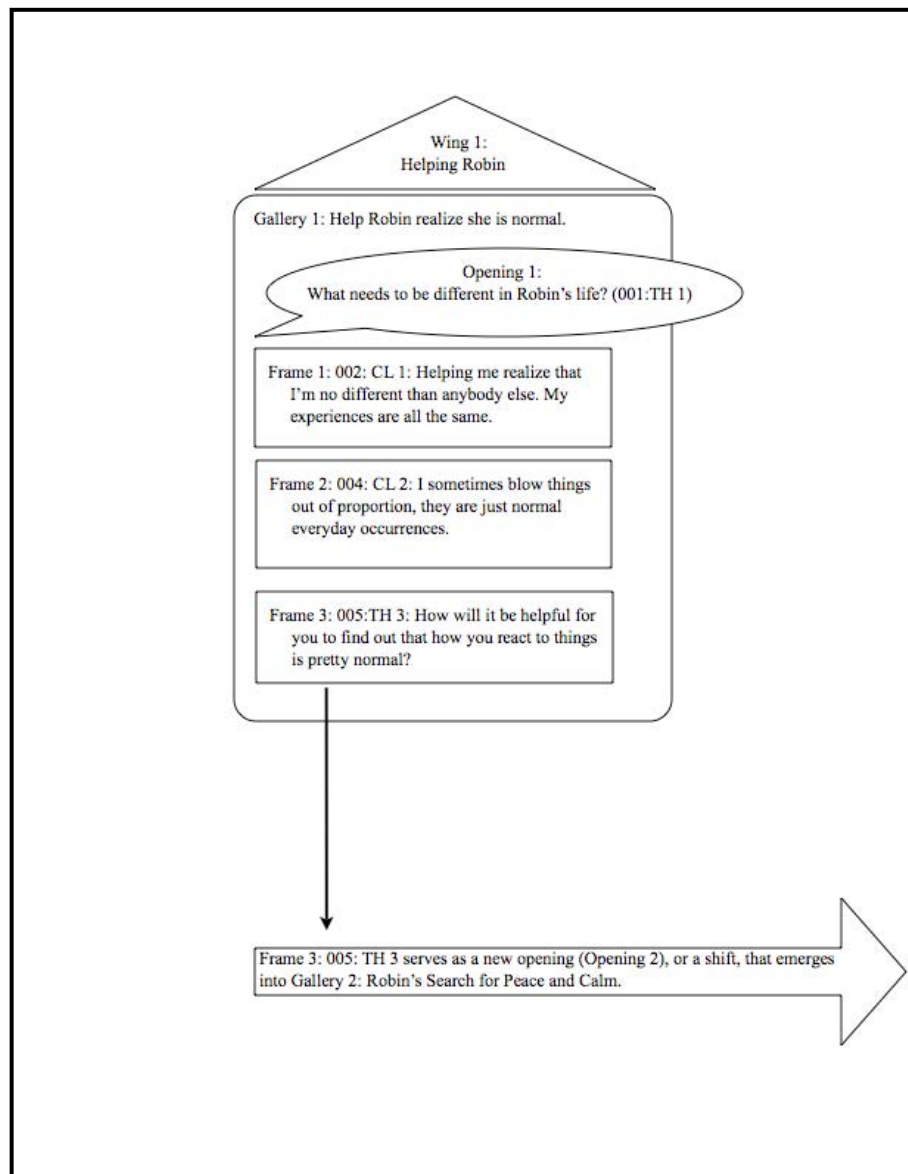 Wing 1:
Helping Robin
Gallery 1: Help Robin realize she is normal.
Opening 1:
What needs to be different in Robin’s life? (001:TH 1)
Frame 1: 002: CL 1: Helping me realize that
I’m no different than anybody else. My
experiences are all the same.
Frame 2: 004: CL 2: I sometimes blow things
out of proportion, they are just normal
everyday occurrences.
Frame 3: 005:TH 3: How will it be helpful for
you to find out that how you react to things
is pretty normal?
Frame 3: 005: TH 3 serves as a new opening (Opening 2), or a shift, that emerges
into Gallery 2: Robin’s Search for Peace and Calm.